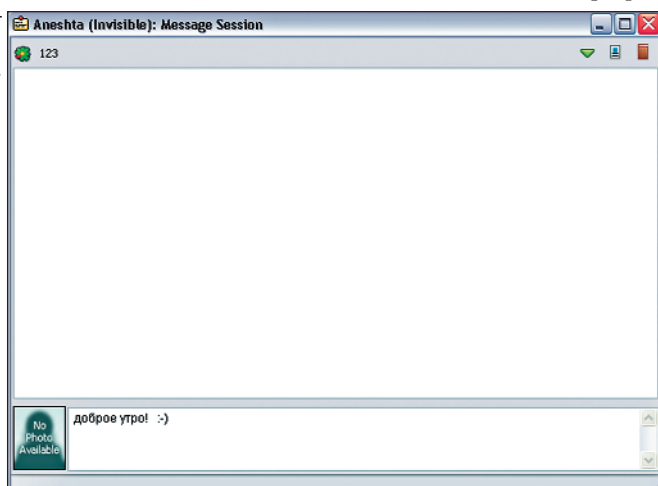 Aneshta (Invisible): Message Session
123
No
Photo
Available
доброе утро! :-)